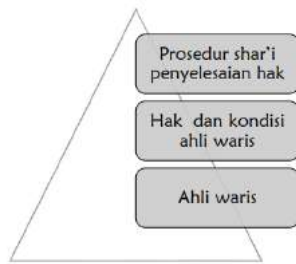 Prosedur shar'i
penyelesaian hak
Hak dan kondisi
ahli waris
Ahli waris